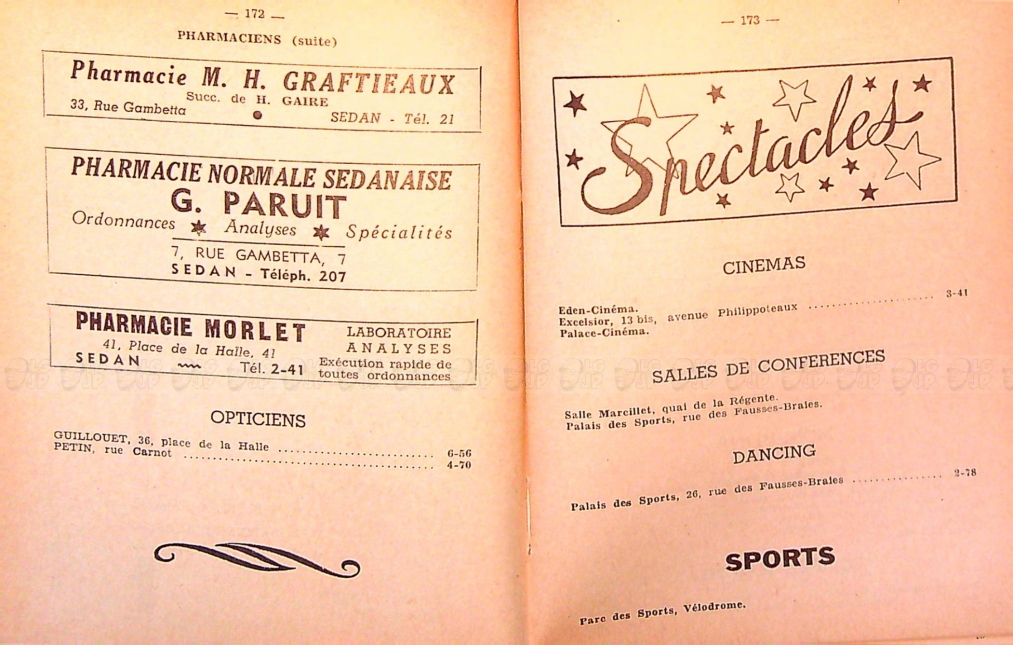 — 172 —
PHARMACIENS (suite)
Pharmacie M. H. GRAFTIEAUX
Succ. de H. GAIRE
33, Rue Gambetta
SEDAN - Tél. 21
PHARMACIE NORMALE SEDANAISE
G. PARUIT
Ordonnances ★ Analyses ★ Spécialités
7, RUE GAMBETTA, 7
SEDAN - Téléph. 207
PHARMACIE MORLET
41, Place de la Halle, 41
SEDAN ~~ Tél. 2-41
LABORATOIRE
ANALYSES
Exécution rapide de
toutes ordonnances
OPTICIENS
GUILLOUET, 36, place de la Halle .............................. 6-56
PETIN, rue Carnot .............................. 4-70
— 173 —
Spectacles
CINEMAS
Eden-Cinéma.
Excelsior, 13 bis, avenue Philippoteaux .................. 3-41
Palace-Cinéma.
SALLES DE CONFERENCES
Salle Marcillet, quai de la Régente.
Palais des Sports, rue des Fausses-Braies.
DANCING
Palais des Sports, 26, rue des Fausses-Braies .................. 2-78
SPORTS
Parc des Sports, Vélodrome.